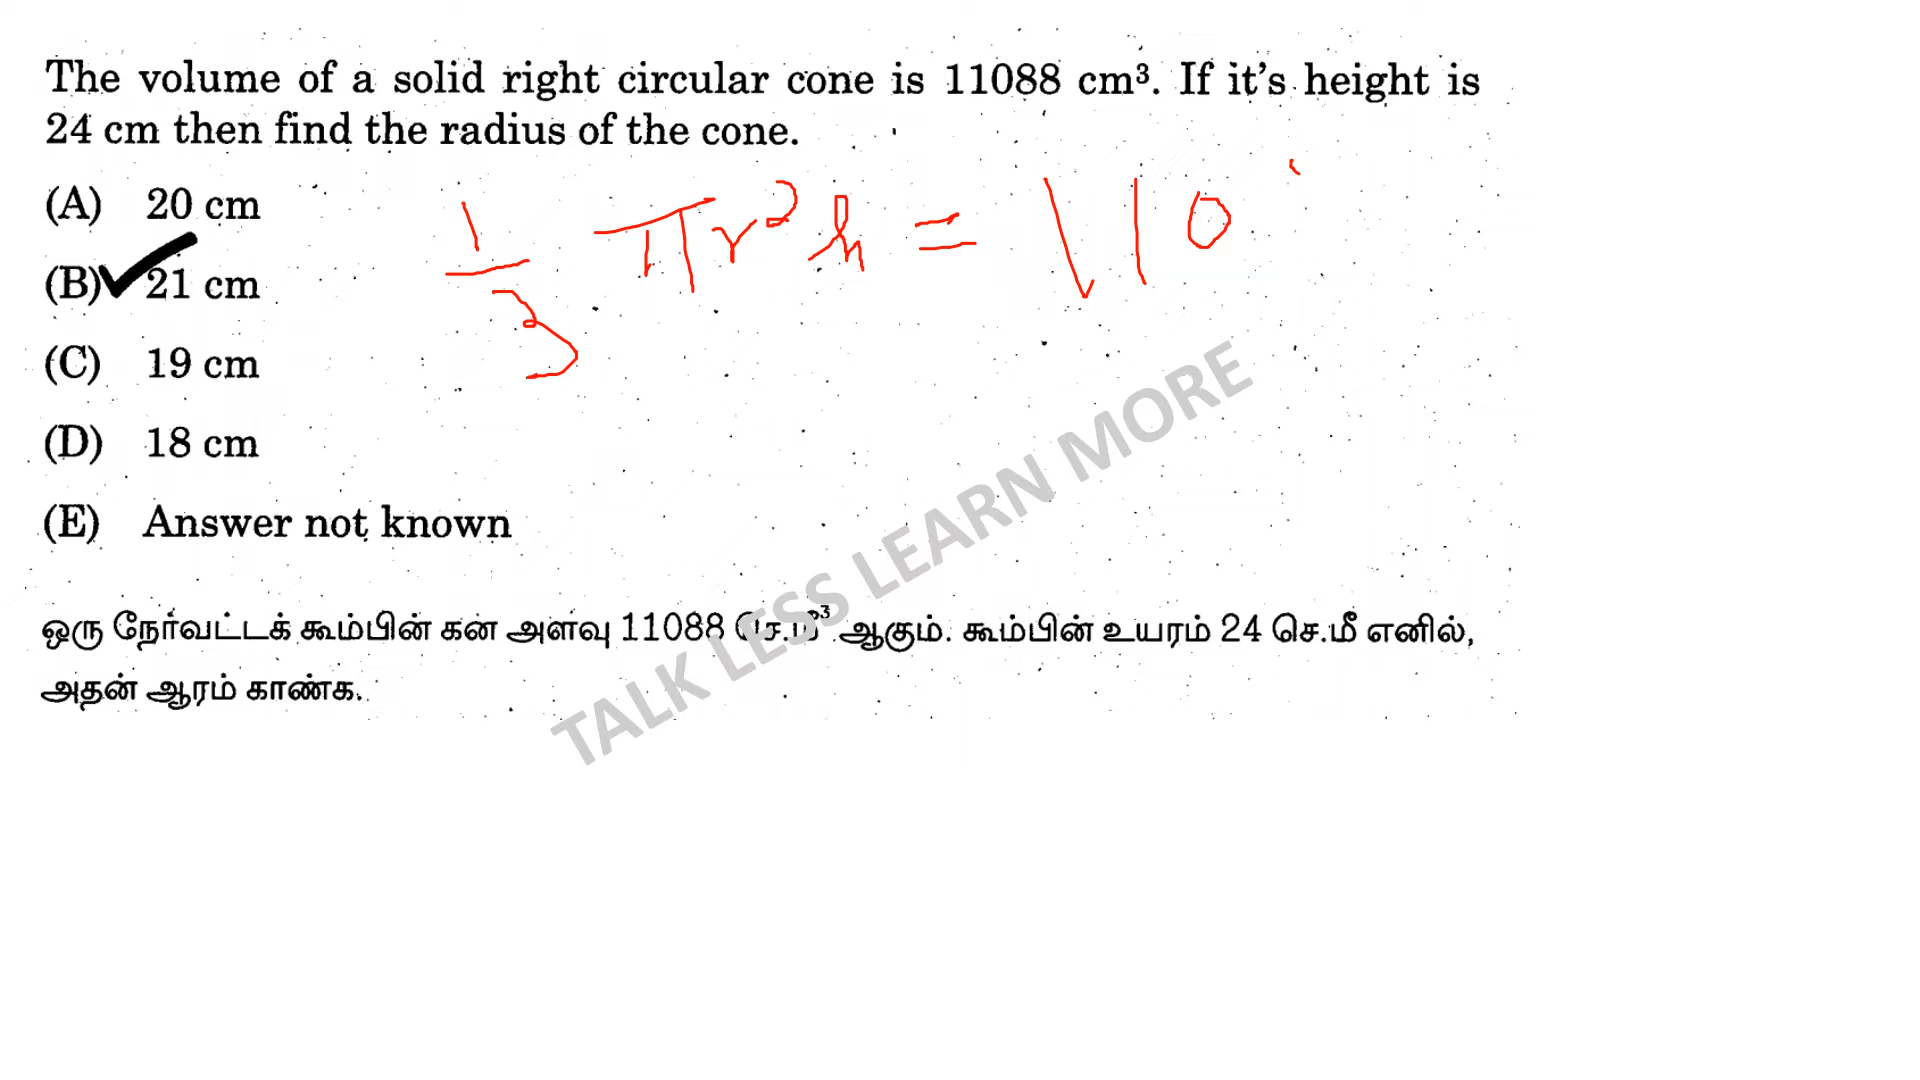 The volume of a solid right circular cone is 11088 cm³. If it's height is
24 cm then find the radius of the cone.
(A) 20 cm
(B) 21 cm
(C) 19 cm
(D) 18 cm
(E) Answer not known
1/3 πr²h = 110
ஒரு நேர்வட்டக் கூம்பின் கன அளவு 11088 செ.மீ³ ஆகும். கூம்பின் உயரம் 24 செ.மீ எனில்,
அதன் ஆரம் காண்க.
TALK LESS LEARN MORE